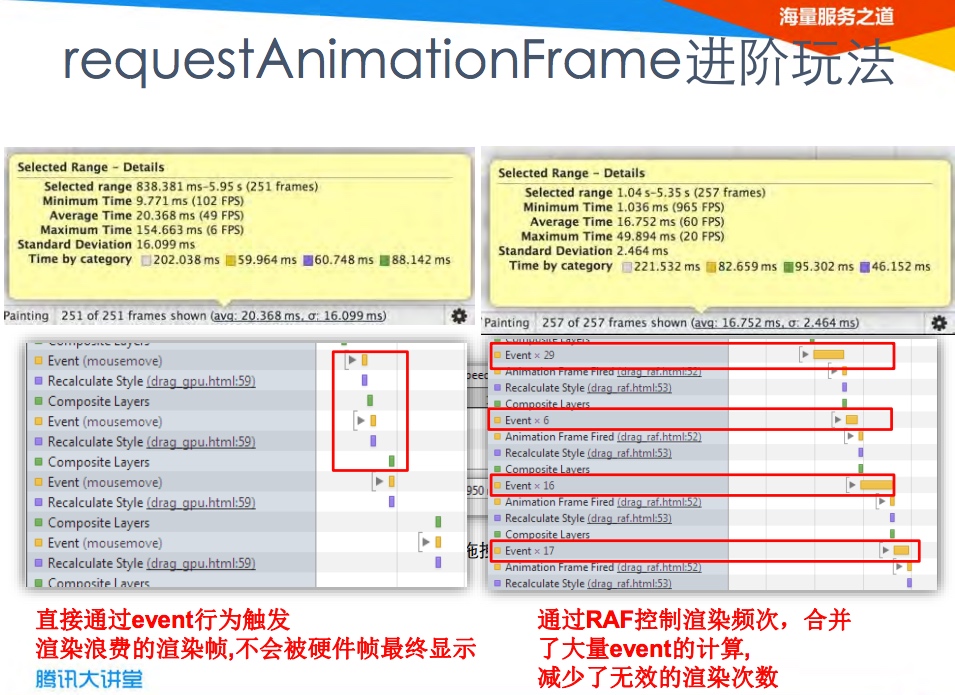 海量服务之道
requestAnimationFrame进阶玩法
Selected Range – Details
Selected range 838.381 ms–5.95 s (251 frames)
Minimum Time 9.771 ms (102 FPS)
Average Time 20.368 ms (49 FPS)
Maximum Time 154.663 ms (6 FPS)
Standard Deviation 16.099 ms
Time by category 202.038 ms 59.964 ms 60.748 ms 88.142 ms
Painting 251 of 251 frames shown (avg: 20.368 ms, σ: 16.099 ms)
Composite Layers
Event (mousemove)
Recalculate Style (drag_gpu.html:59)
Composite Layers
Event (mousemove)
Recalculate Style (drag_gpu.html:59)
Composite Layers
Event (mousemove)
Recalculate Style (drag_gpu.html:59)
Composite Layers
Event (mousemove)
Recalculate Style (drag_gpu.html:59)
Composite Layers
直接通过event行为触发
渲染浪费的渲染帧,不会被硬件帧最终显示
Selected Range – Details
Selected range 1.04 s–5.35 s (257 frames)
Minimum Time 1.036 ms (965 FPS)
Average Time 16.752 ms (60 FPS)
Maximum Time 49.894 ms (20 FPS)
Standard Deviation 2.464 ms
Time by category 221.532 ms 82.659 ms 95.302 ms 46.152 ms
Painting 257 of 257 frames shown (avg: 16.752 ms, σ: 2.464 ms)
Composite Layers
Event × 29
Animation Frame Fired (drag_raf.html:52)
Recalculate Style (drag_raf.html:53)
Composite Layers
Event × 6
Animation Frame Fired (drag_raf.html:52)
Recalculate Style (drag_raf.html:53)
Composite Layers
Event × 16
Animation Frame Fired (drag_raf.html:52)
Recalculate Style (drag_raf.html:53)
Composite Layers
Event × 17
Animation Frame Fired (drag_raf.html:52)
Recalculate Style (drag_raf.html:53)
通过RAF控制渲染频次，合并
了大量event的计算,
减少了无效的渲染次数
腾讯大讲堂